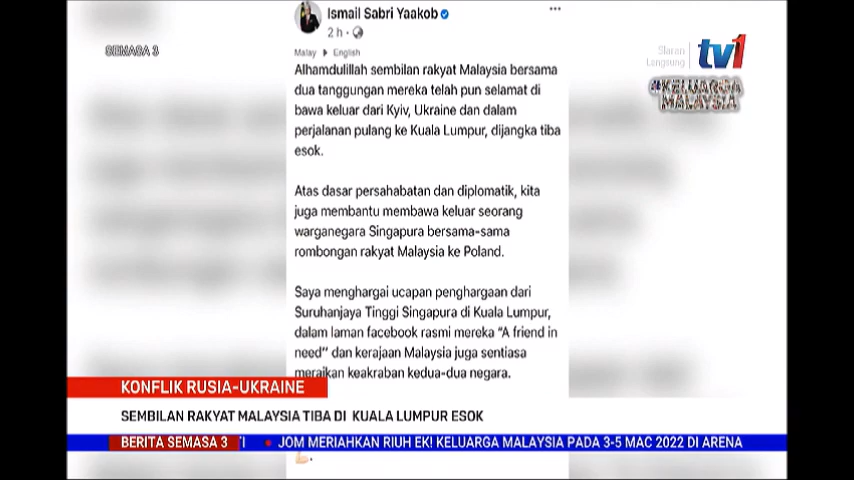 Ismail Sabri Yaakob
2 h
SEMASA 3
Siaran
Langsung
tv1
#KELUARGA
MALAYSIA
Malay ▸ English
Alhamdulillah sembilan rakyat Malaysia bersama
dua tanggungan mereka telah pun selamat di
bawa keluar dari Kyiv, Ukraine dan dalam
perjalanan pulang ke Kuala Lumpur, dijangka tiba
esok.
Atas dasar persahabatan dan diplomatik, kita
juga membantu membawa keluar seorang
warganegara Singapura bersama-sama
rombongan rakyat Malaysia ke Poland.
Saya menghargai ucapan penghargaan dari
Suruhanjaya Tinggi Singapura di Kuala Lumpur,
dalam laman facebook rasmi mereka “A friend in
need” dan kerajaan Malaysia juga sentiasa
meraikan keakraban kedua-dua negara.
KONFLIK RUSIA-UKRAINE
SEMBILAN RAKYAT MALAYSIA TIBA DI KUALA LUMPUR ESOK
BERITA SEMASA 3 'I • JOM MERIAHKAN RIUH EK! KELUARGA MALAYSIA PADA 3-5 MAC 2022 DI ARENA